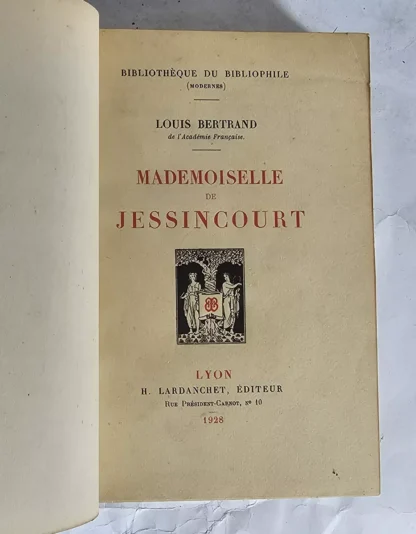 BIBLIOTHÈQUE DU BIBLIOPHILE
(MODERNES)
LOUIS BERTRAND
de l'Académie Française.
MADEMOISELLE
DE
JESSINCOURT
LYON
H. LARDANCHET, ÉDITEUR
RUE PRÉSIDENT-CARNOT, Nº 10
1928